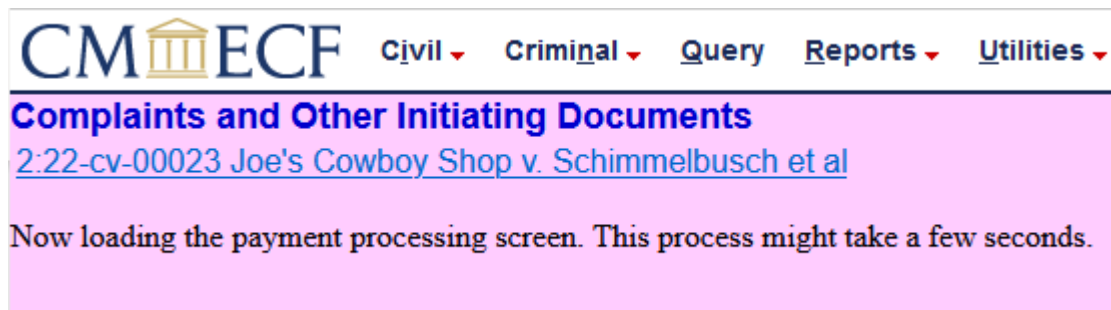 CM ECF Civil Criminal Query Reports Utilities
Complaints and Other Initiating Documents
2:22-cv-00023 Joe's Cowboy Shop v. Schimmelbusch et al
Now loading the payment processing screen. This process might take a few seconds.